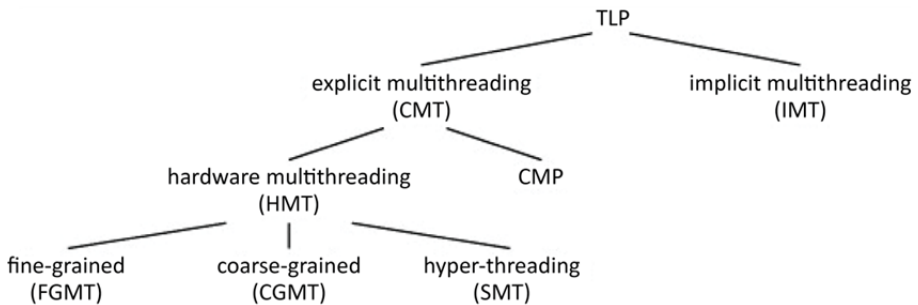 TLP
explicit multithreading
(CMT)
implicit multithreading
(IMT)
hardware multithreading
(HMT)
CMP
fine-grained
(FGMT)
coarse-grained
(CGMT)
hyper-threading
(SMT)